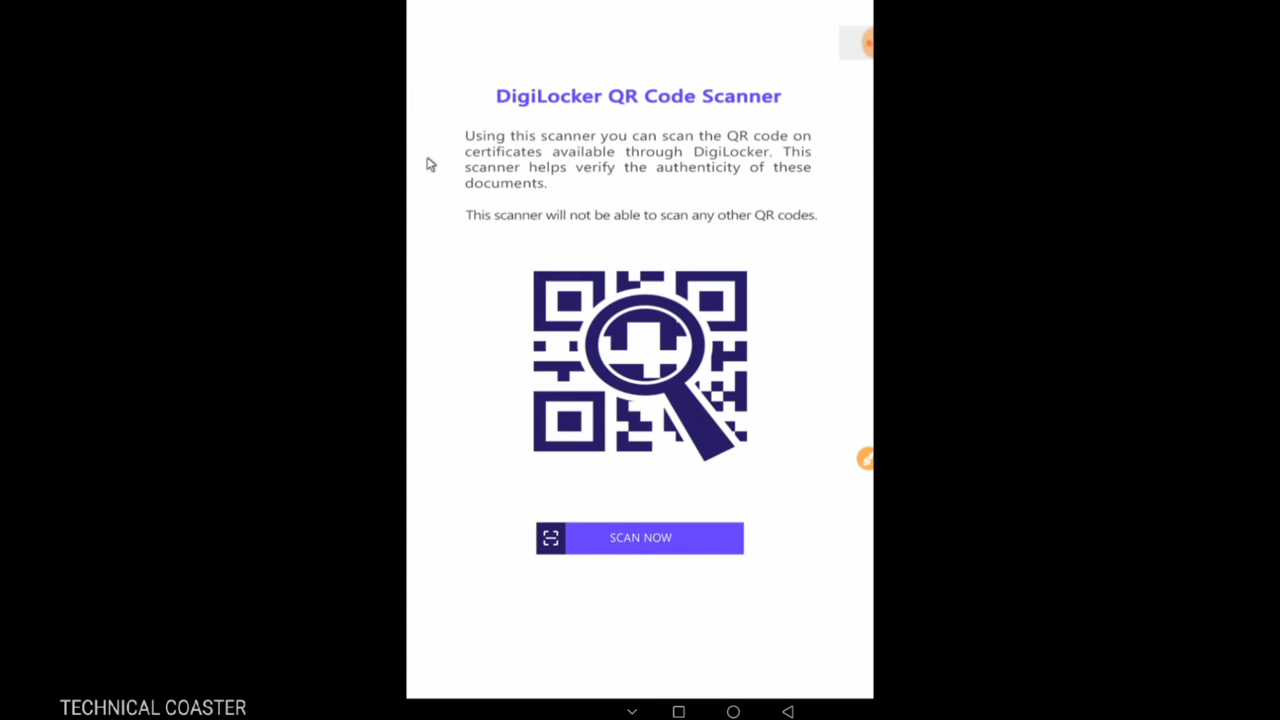 DigiLocker QR Code Scanner
Using this scanner you can scan the QR code on
certificates available through DigiLocker. This
scanner helps verify the authenticity of these
documents.
This scanner will not be able to scan any other QR codes.
SCAN NOW
TECHNICAL COASTER